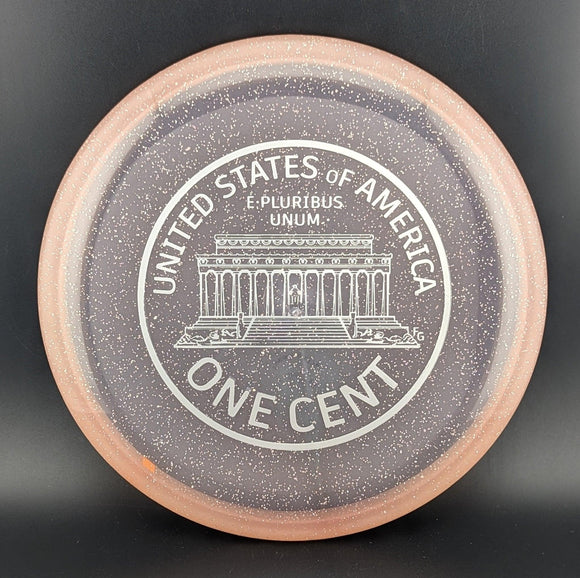 UNITED STATES OF AMERICA
E·PLURIBUS
UNUM·
FG
ONE CENT